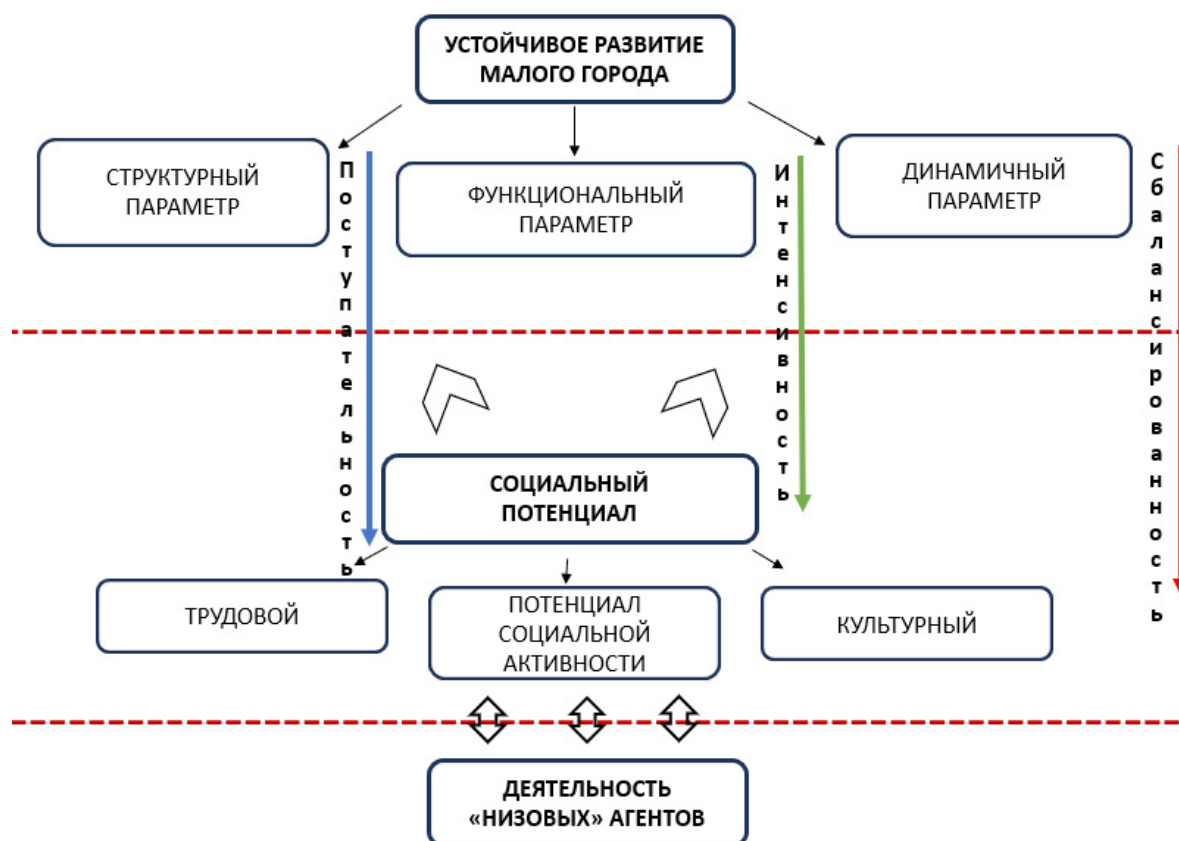 УСТОЙЧИВОЕ РАЗВИТИЕ
МАЛОГО ГОРОДА
СТРУКТУРНЫЙ
ПАРАМЕТР
Поступательность
ФУНКЦИОНАЛЬНЫЙ
ПАРАМЕТР
Интенсивность
ДИНАМИЧНЫЙ
ПАРАМЕТР
Сбалансированность
СОЦИАЛЬНЫЙ
ПОТЕНЦИАЛ
ТРУДОВОЙ
ПОТЕНЦИАЛ
СОЦИАЛЬНОЙ
АКТИВНОСТИ
КУЛЬТУРНЫЙ
ДЕЯТЕЛЬНОСТЬ
«НИЗОВЫХ» АГЕНТОВ